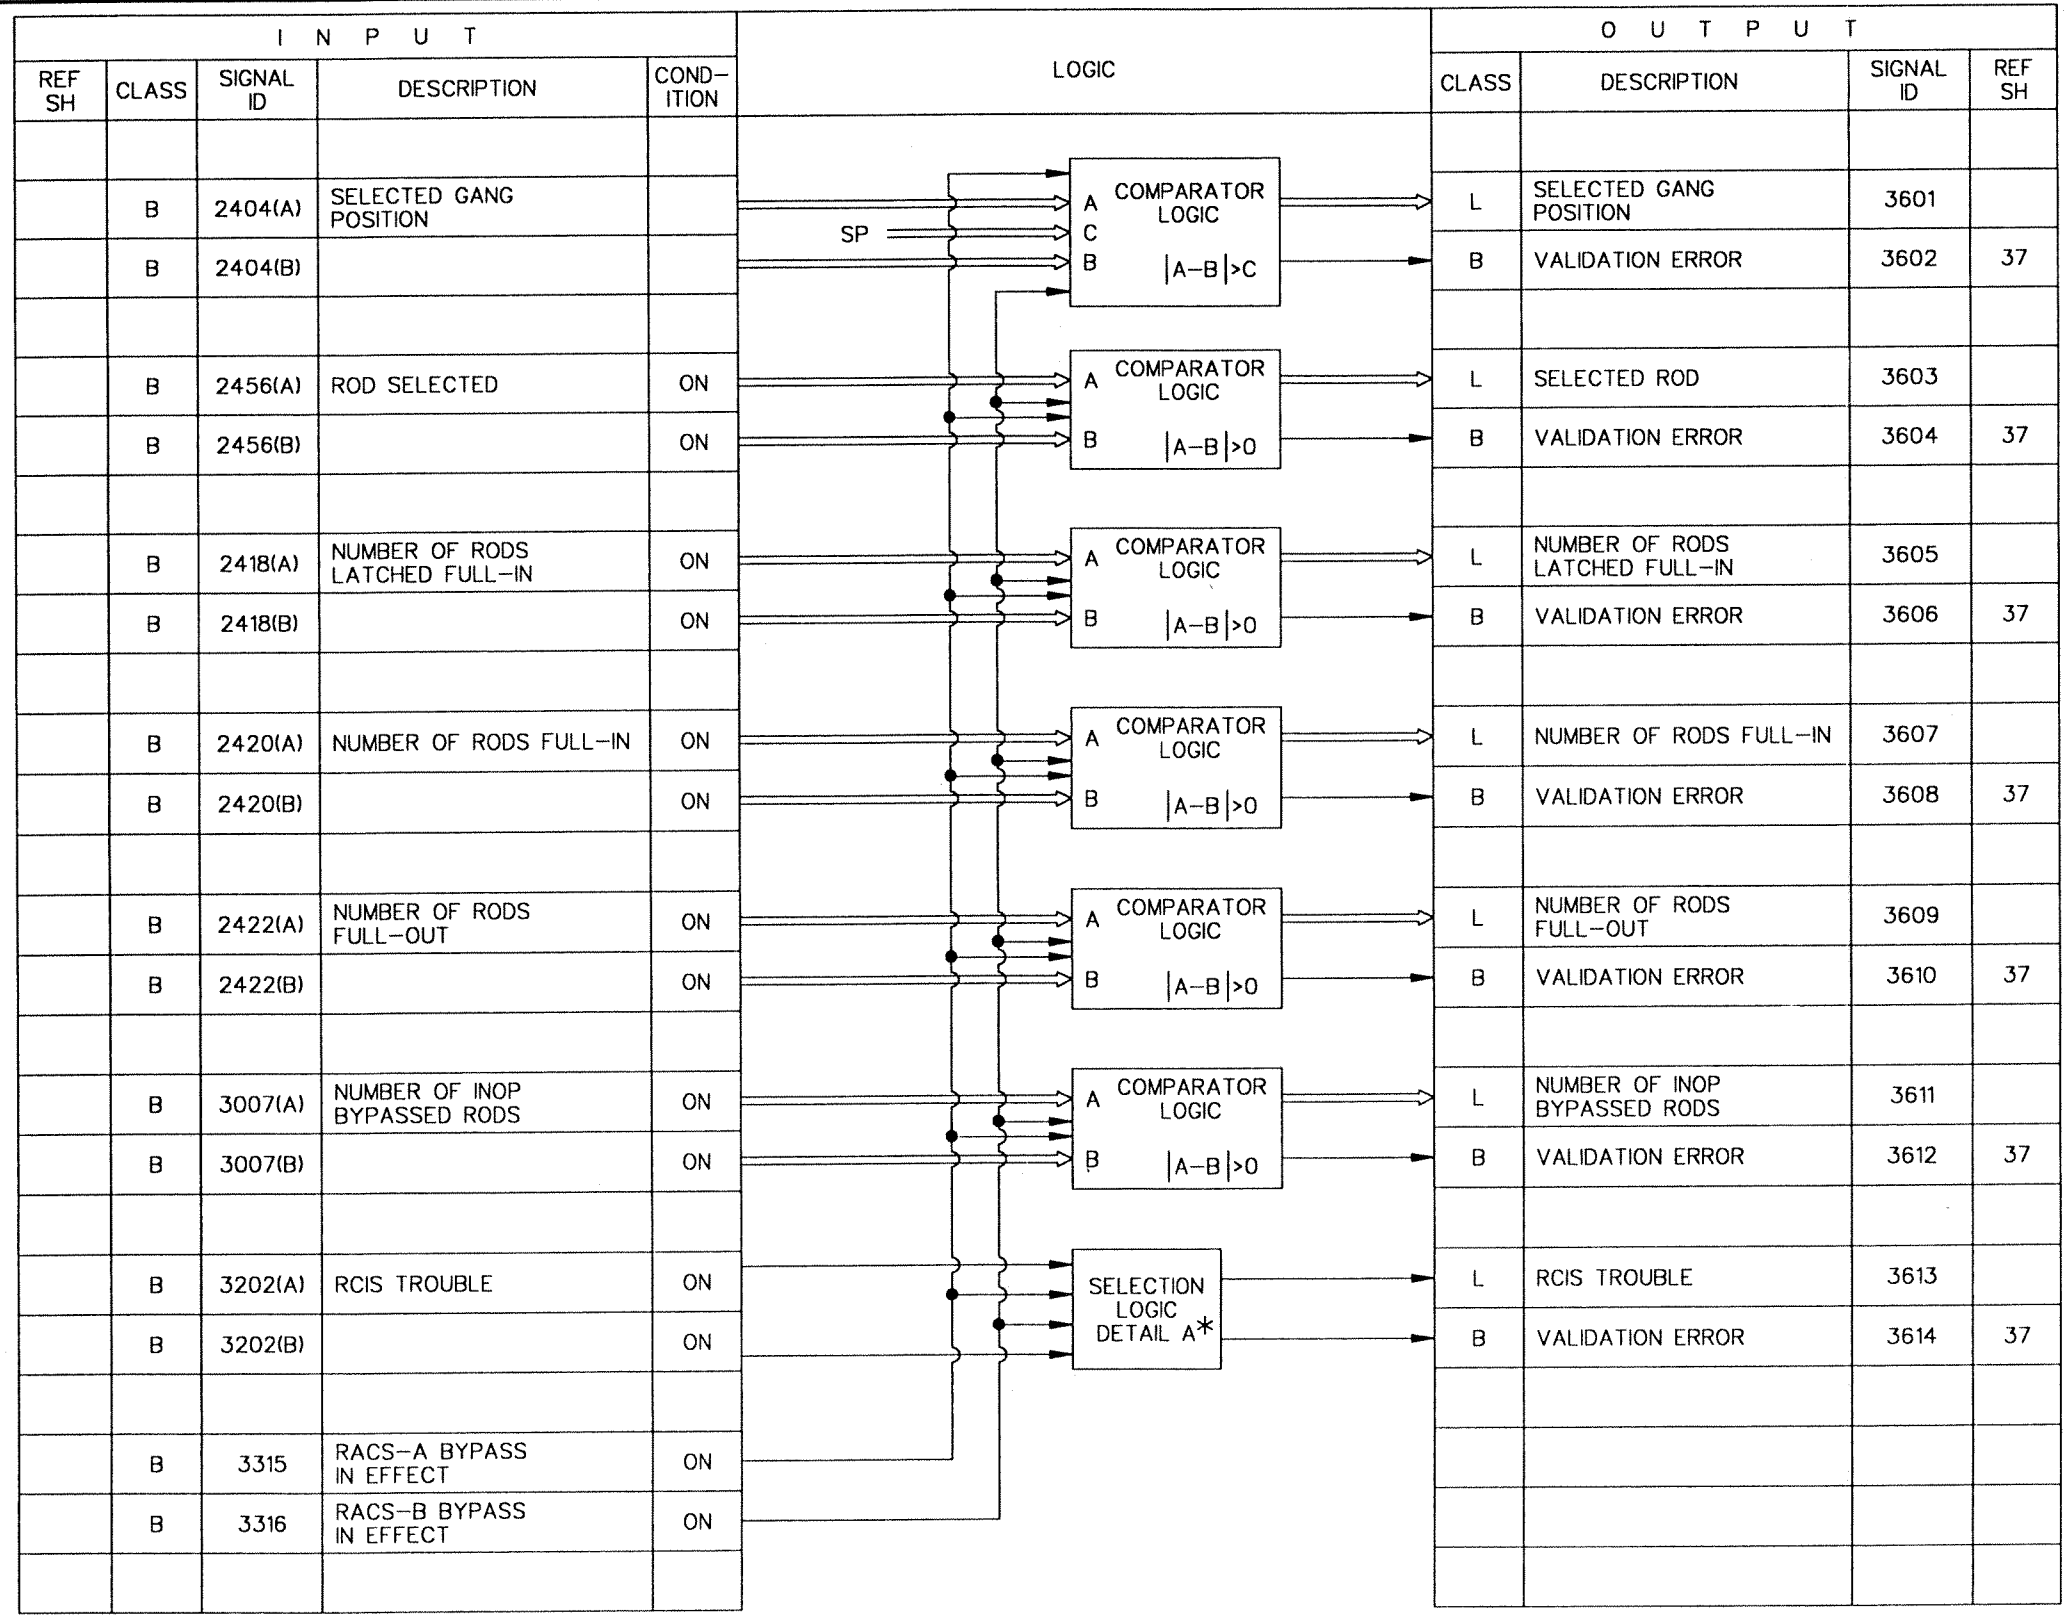 I N P U T
LOGIC
O U T P U T
REF SH
CLASS
SIGNAL ID
DESCRIPTION
COND-ITION
CLASS
DESCRIPTION
SIGNAL ID
REF SH
B 2404(A) SELECTED GANG
POSITION
A COMPARATOR
LOGIC
L SELECTED GANG
POSITION 3601
SP C
B 2404(B)
B |A-B|>C
B VALIDATION ERROR 3602 37
B 2456(A) ROD SELECTED ON
A COMPARATOR
LOGIC
L SELECTED ROD 3603
B 2456(B) ON
B |A-B|>0
B VALIDATION ERROR 3604 37
B 2418(A) NUMBER OF RODS
LATCHED FULL-IN ON
A COMPARATOR
LOGIC
L NUMBER OF RODS
LATCHED FULL-IN 3605
B 2418(B) ON
B |A-B|>0
B VALIDATION ERROR 3606 37
B 2420(A) NUMBER OF RODS FULL-IN ON
A COMPARATOR
LOGIC
L NUMBER OF RODS FULL-IN 3607
B 2420(B) ON
B |A-B|>0
B VALIDATION ERROR 3608 37
B 2422(A) NUMBER OF RODS
FULL-OUT ON
A COMPARATOR
LOGIC
L NUMBER OF RODS
FULL-OUT 3609
B 2422(B) ON
B |A-B|>0
B VALIDATION ERROR 3610 37
B 3007(A) NUMBER OF INOP
BYPASSED RODS ON
A COMPARATOR
LOGIC
L NUMBER OF INOP
BYPASSED RODS 3611
B 3007(B) ON
B |A-B|>0
B VALIDATION ERROR 3612 37
B 3202(A) RCIS TROUBLE ON
SELECTION
LOGIC
DETAIL A*
L RCIS TROUBLE 3613
B 3202(B) ON
B VALIDATION ERROR 3614 37
B 3315 RACS-A BYPASS
IN EFFECT ON
B 3316 RACS-B BYPASS
IN EFFECT ON